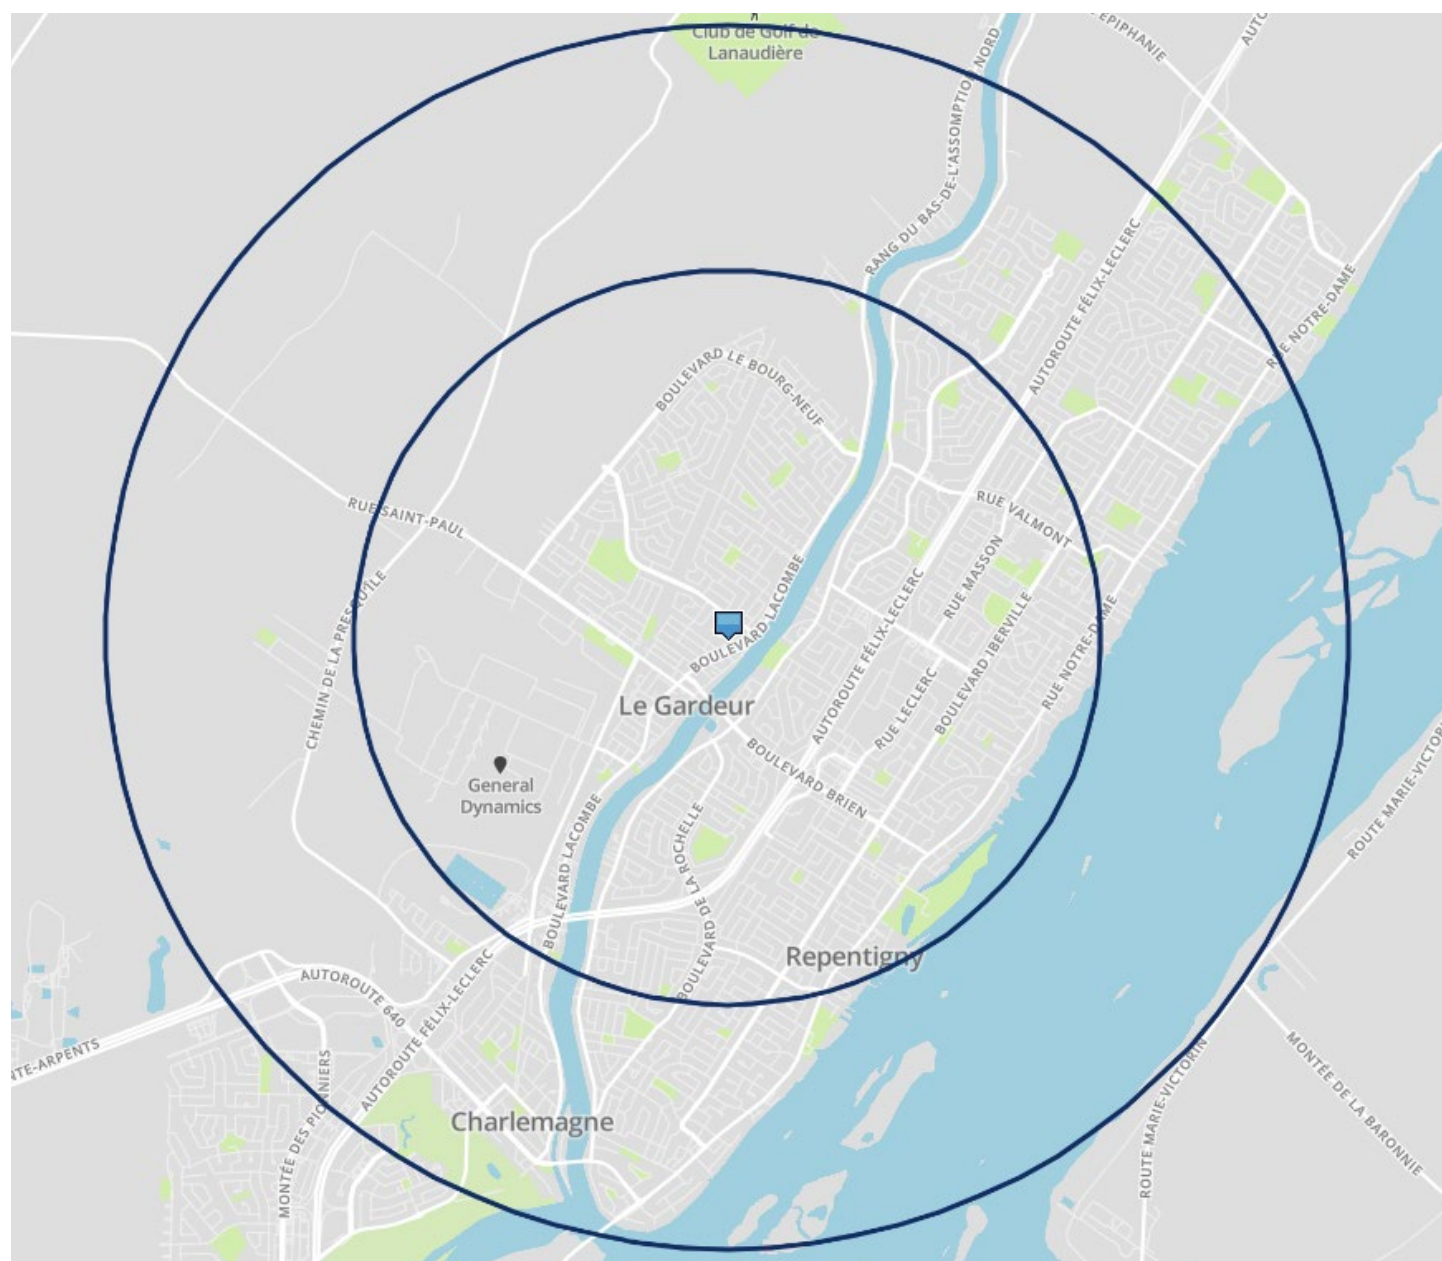 Club de Golf de
Lanaudière
ÉPIPHANIE
AUTO
RANG DU BAS-DE-L'ASSOMPTION-NORD
AUTOROUTE FÉLIX-LECLERC
RUE NOTRE-DAME
BOULEVARD LE BOURG-NEUF
RUE SAINT-PAUL
RUE VALMONT
RUE MASSON
BOULEVARD LACOMBE
AUTOROUTE FÉLIX-LECLERC
BOULEVARD IBERVILLE
RUE NOTRE-DAME
CHEMIN DE LA PRESQU'ÎLE
RUE LECLERC
Le Gardeur
BOULEVARD BRIEN
General
Dynamics
BOULEVARD LACOMBE
BOULEVARD DE LA ROCHELLE
ROUTE MARIE-VICTOR
Repentigny
AUTOROUTE 640
AUTOROUTE FÉLIX-LECLERC
NTE-ARPENTS
MONTÉE DES PIONNIERS
Charlemagne
ROUTE MARIE-VICTORIN
MONTÉE DE LA BARONNIE